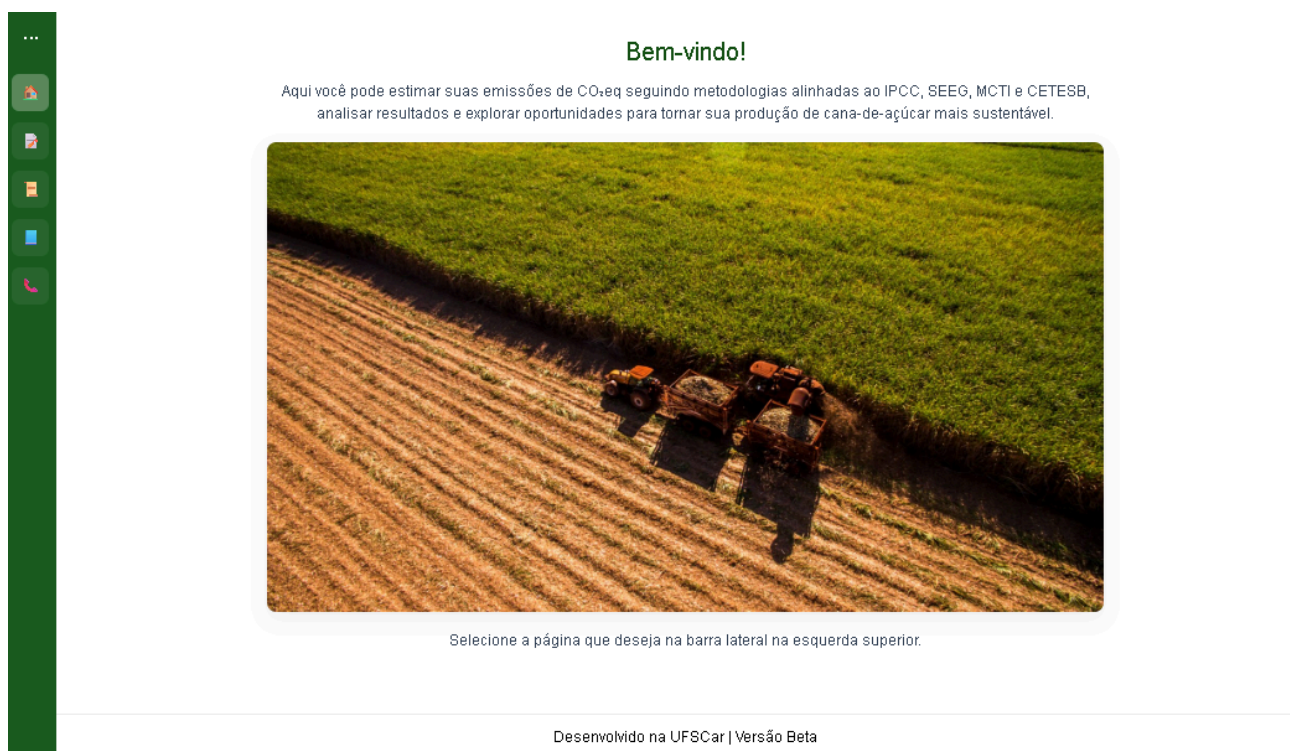 ...
Bem-vindo!
Aqui você pode estimar suas emissões de CO₂eq seguindo metodologias alinhadas ao IPCC, SEEG, MCTI e CETESB,
analisar resultados e explorar oportunidades para tornar sua produção de cana-de-açúcar mais sustentável.
Selecione a página que deseja na barra lateral na esquerda superior.
Desenvolvido na UFSCar | Versão Beta